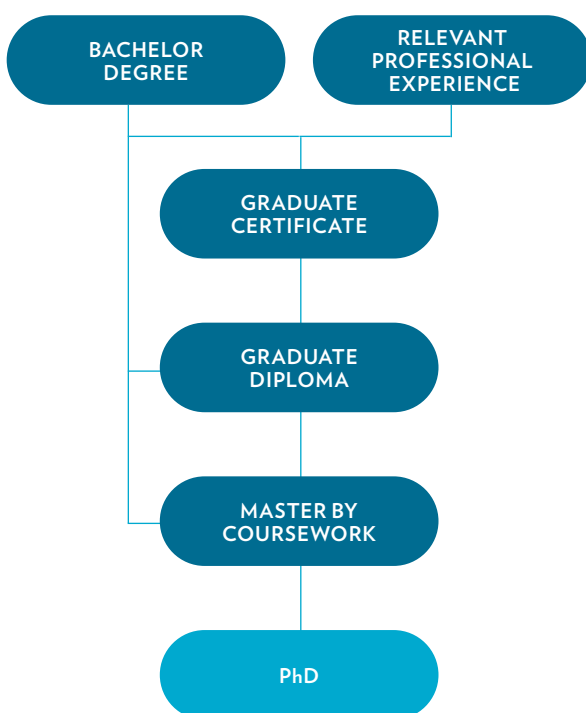 BACHELOR
DEGREE
RELEVANT
PROFESSIONAL
EXPERIENCE
GRADUATE
CERTIFICATE
GRADUATE
DIPLOMA
MASTER BY
COURSEWORK
PhD